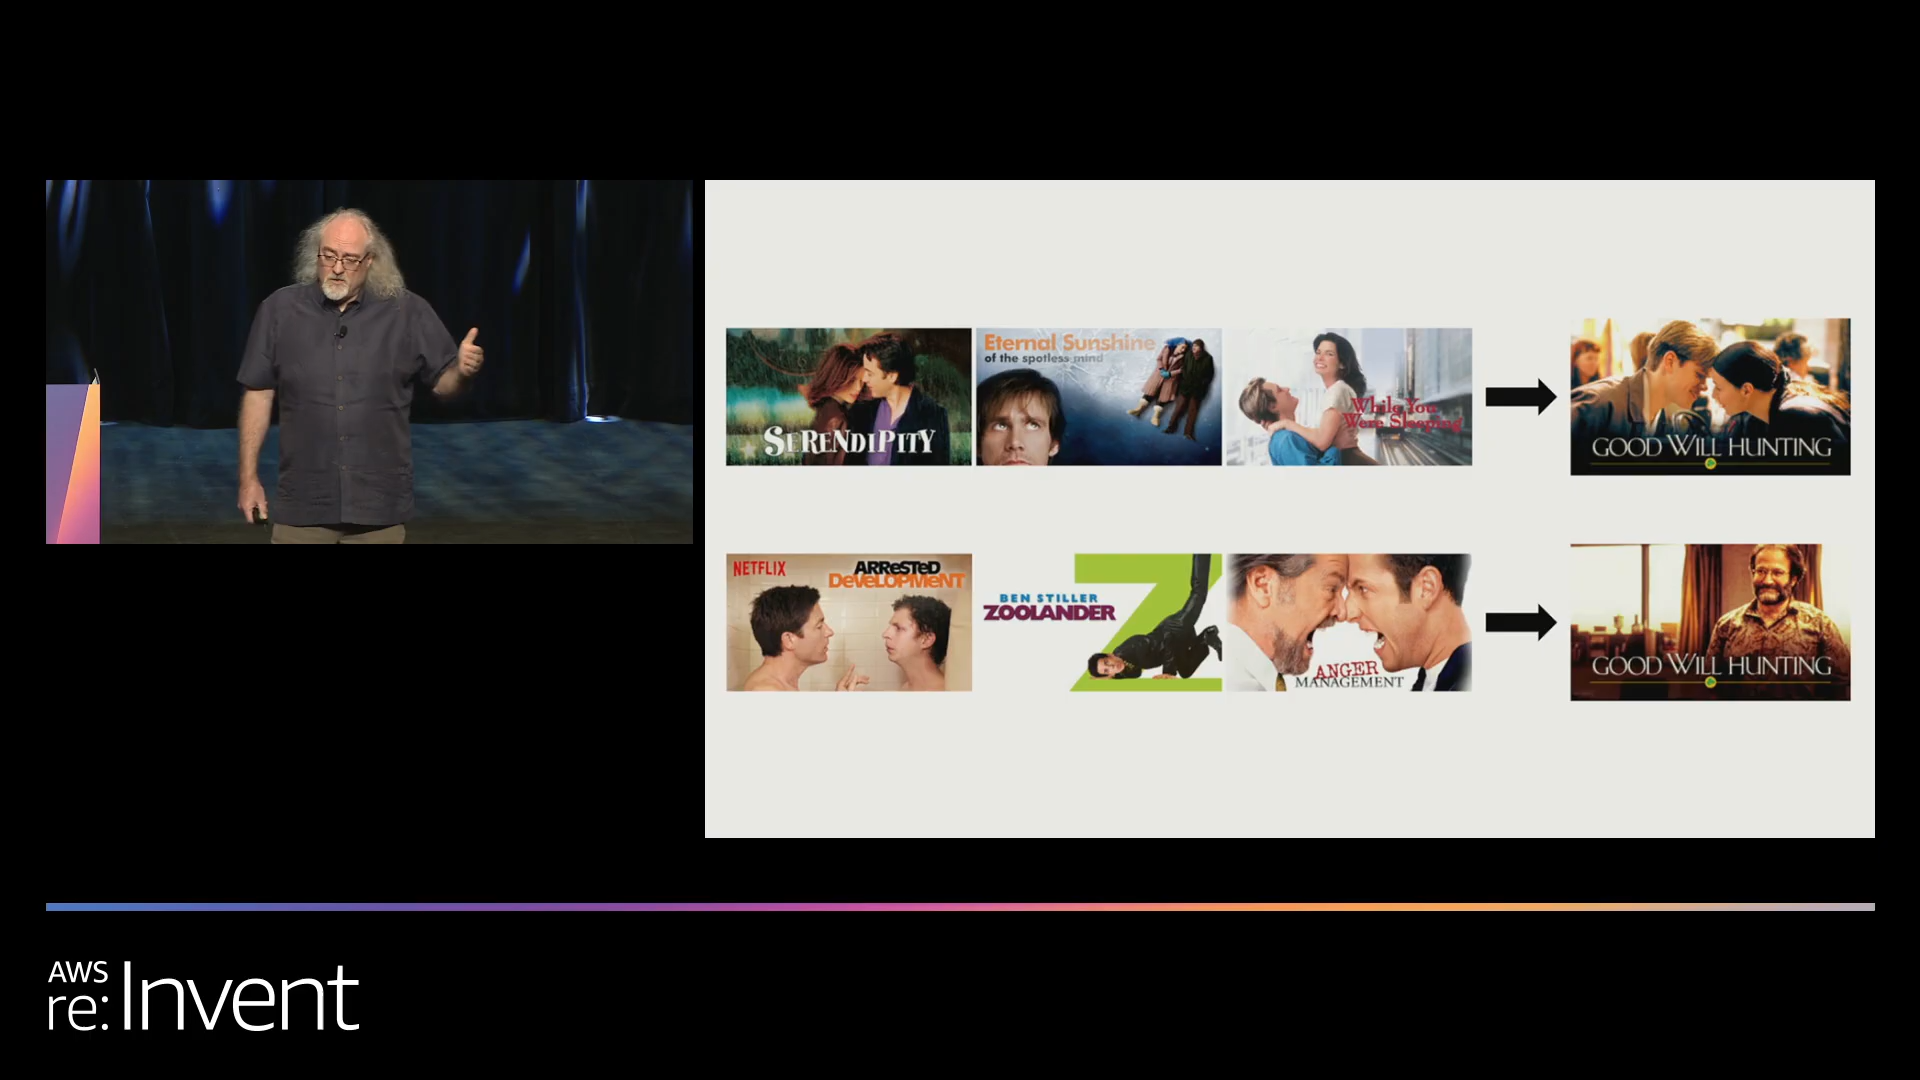 SERENDIPITY
Eternal Sunshine
of the spotless mind
While You
Were Sleeping
GOOD WILL HUNTING
NETFLIX
ARReSTeD
DeVeLOPMeNT
BEN STILLER
ZOOLANDER
Z
ANGER
MANAGEMENT
GOOD WILL HUNTING
AWS
re:Invent